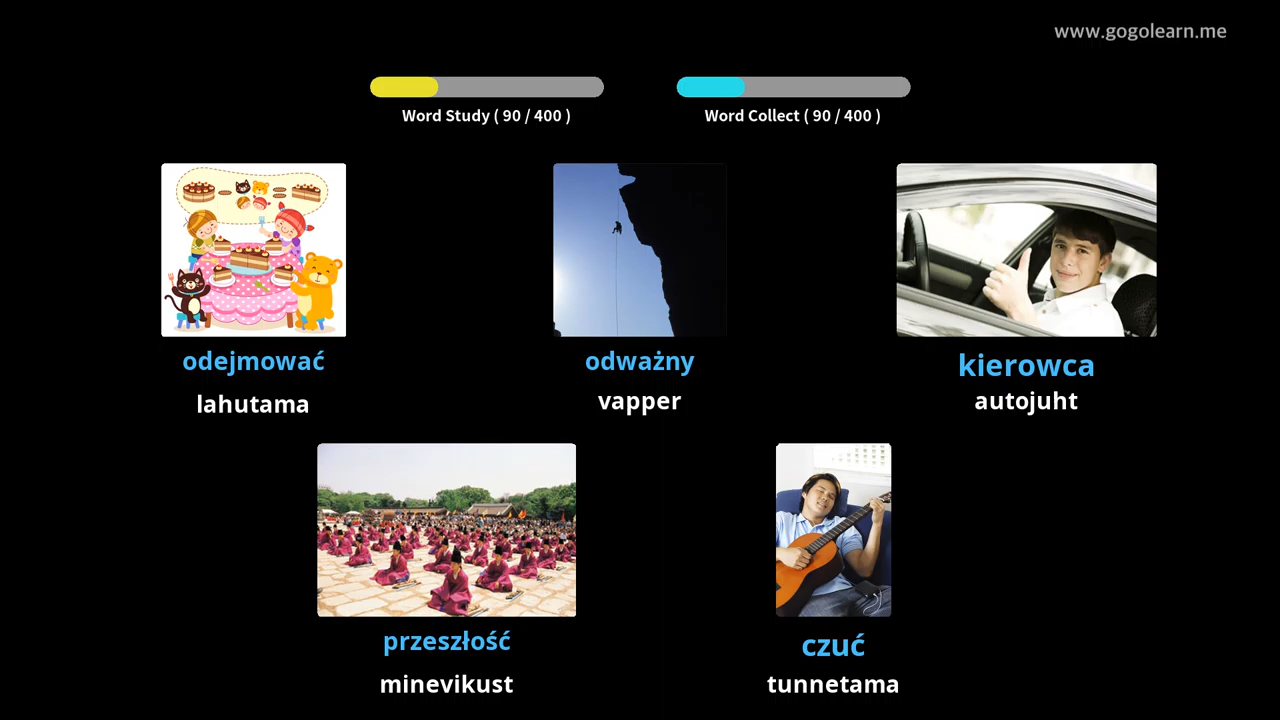 www.gogolearn.me
Word Study ( 90 / 400 )
Word Collect ( 90 / 400 )
odejmować
lahutama
odważny
vapper
kierowca
autojuht
przeszłość
minevikust
czuć
tunnetama